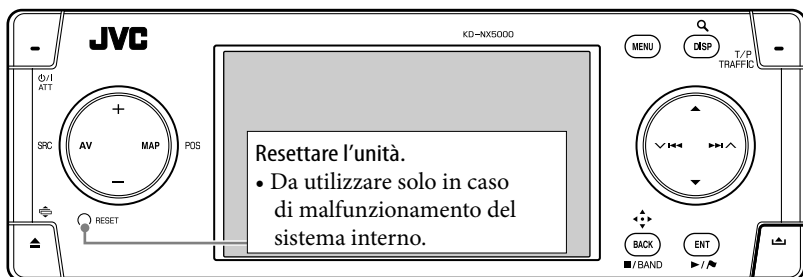 JVC
KD-NX5000
MENU
DISP
T/P
TRAFFIC
/I
ATT
SRC
AV
MAP
POS
RESET
Resettare l'unità.
• Da utilizzare solo in caso
di malfunzionamento del
sistema interno.
BACK
ENT
/BAND